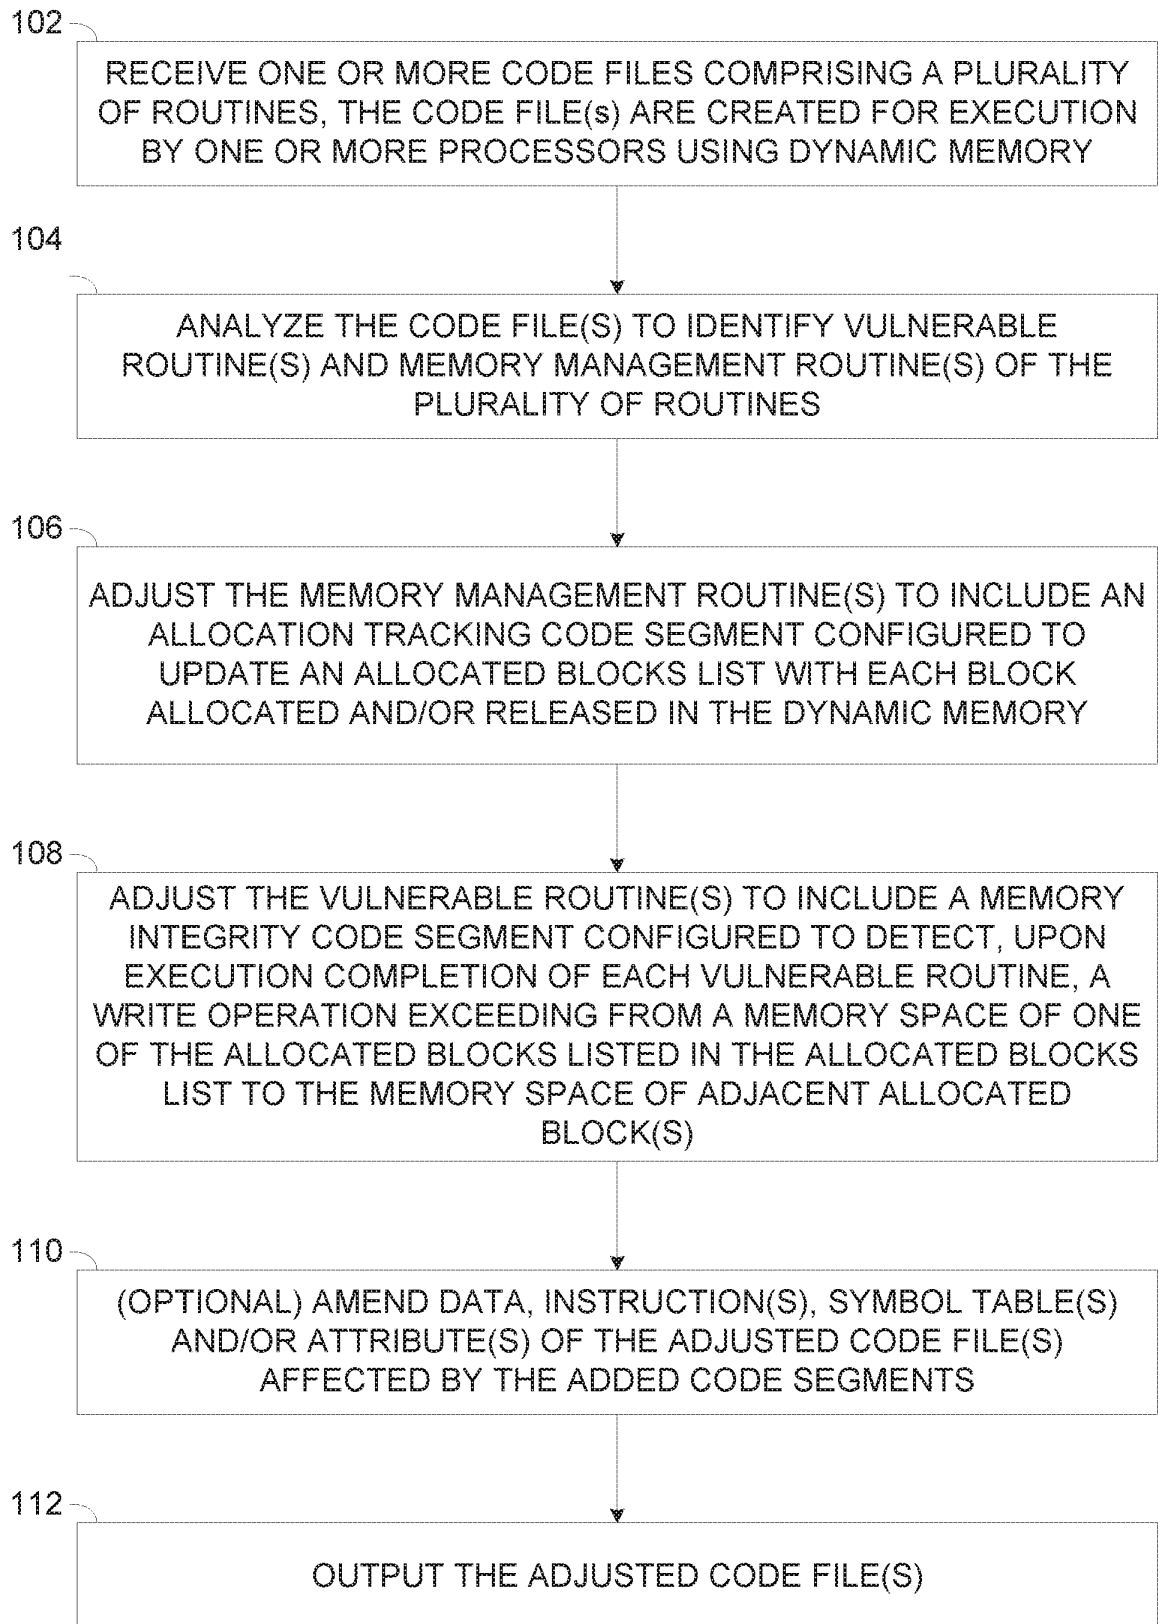 102
RECEIVE ONE OR MORE CODE FILES COMPRISING A PLURALITY
OF ROUTINES, THE CODE FILE(s) ARE CREATED FOR EXECUTION
BY ONE OR MORE PROCESSORS USING DYNAMIC MEMORY
104
ANALYZE THE CODE FILE(S) TO IDENTIFY VULNERABLE
ROUTINE(S) AND MEMORY MANAGEMENT ROUTINE(S) OF THE
PLURALITY OF ROUTINES
106
ADJUST THE MEMORY MANAGEMENT ROUTINE(S) TO INCLUDE AN
ALLOCATION TRACKING CODE SEGMENT CONFIGURED TO
UPDATE AN ALLOCATED BLOCKS LIST WITH EACH BLOCK
ALLOCATED AND/OR RELEASED IN THE DYNAMIC MEMORY
108
ADJUST THE VULNERABLE ROUTINE(S) TO INCLUDE A MEMORY
INTEGRITY CODE SEGMENT CONFIGURED TO DETECT, UPON
EXECUTION COMPLETION OF EACH VULNERABLE ROUTINE, A
WRITE OPERATION EXCEEDING FROM A MEMORY SPACE OF ONE
OF THE ALLOCATED BLOCKS LISTED IN THE ALLOCATED BLOCKS
LIST TO THE MEMORY SPACE OF ADJACENT ALLOCATED
BLOCK(S)
110
(OPTIONAL) AMEND DATA, INSTRUCTION(S), SYMBOL TABLE(S)
AND/OR ATTRIBUTE(S) OF THE ADJUSTED CODE FILE(S)
AFFECTED BY THE ADDED CODE SEGMENTS
112
OUTPUT THE ADJUSTED CODE FILE(S)